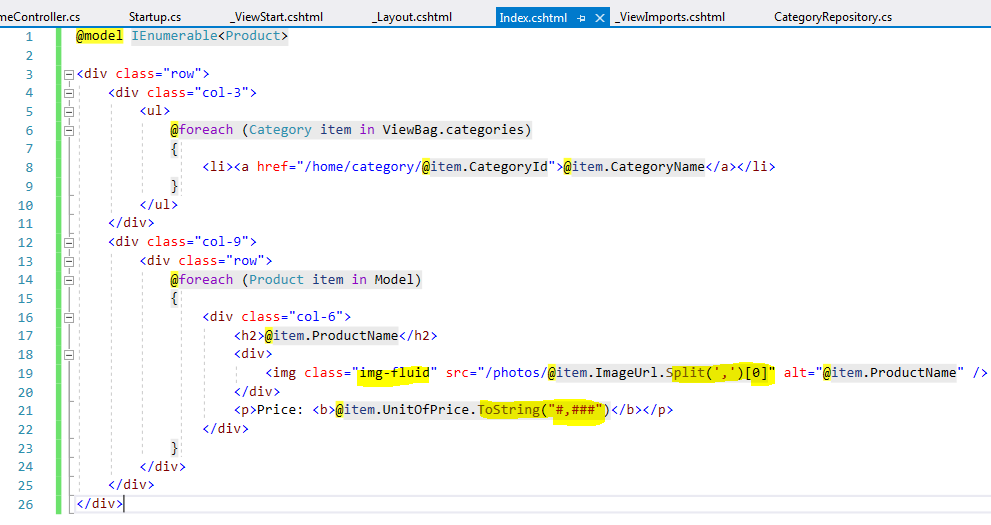 meController.cs Startup.cs _ViewStart.cshtml _Layout.cshtml Index.cshtml _ViewImports.cshtml CategoryRepository.cs
1 @model IEnumerable<Product>
2
3 <div class="row">
4 <div class="col-3">
5 <ul>
6 @foreach (Category item in ViewBag.categories)
7 {
8 <li><a href="/home/category/@item.CategoryId">@item.CategoryName</a></li>
9 }
10 </ul>
11 </div>
12 <div class="col-9">
13 <div class="row">
14 @foreach (Product item in Model)
15 {
16 <div class="col-6">
17 <h2>@item.ProductName</h2>
18 <div>
19 <img class="img-fluid" src="/photos/@item.ImageUrl.Split(',')[0]" alt="@item.ProductName" />
20 </div>
21 <p>Price: <b>@item.UnitOfPrice.ToString("#,###")</b></p>
22 </div>
23 }
24 </div>
25 </div>
26 </div>